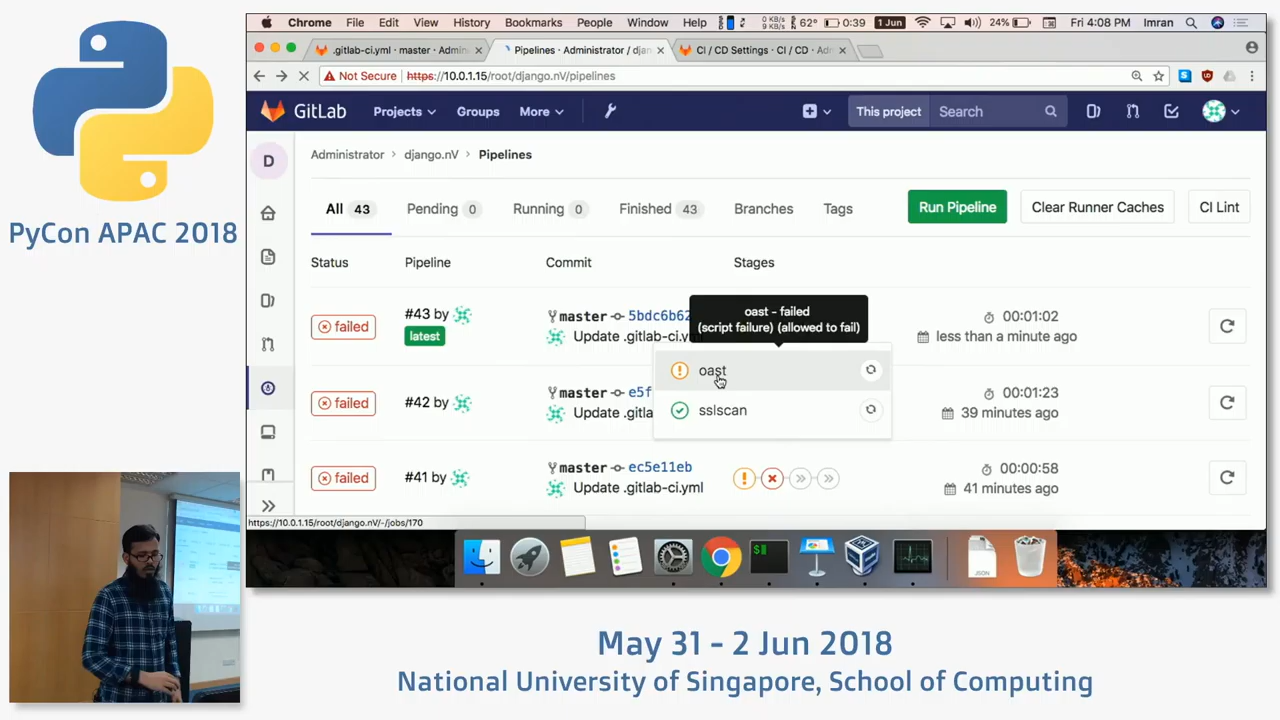 PyCon APAC 2018
Chrome File Edit View History Bookmarks People Window Help 0 KB/s 0 KB/s 62° 0:39 1 Jun 24% Fri 4:08 PM Imran
.gitlab-ci.yml · master · Admin
Pipelines · Administrator / djan
CI / CD Settings · CI / CD · Adm
Not Secure https://10.0.1.15/root/django.nV/pipelines
GitLab Projects Groups More This project Search
D
Administrator > django.nV > Pipelines
All 43 Pending 0 Running 0 Finished 43 Branches Tags Run Pipeline Clear Runner Caches CI Lint
Status Pipeline Commit Stages
oast - failed
(script failure) (allowed to fail)
failed #43 by latest master 5bdc6b62 00:01:02
Update .gitlab-ci.y less than a minute ago
oast
failed #42 by master e5f 00:01:23
Update .gitla 39 minutes ago
sslscan
failed #41 by master ec5e11eb 00:00:58
Update .gitlab-ci.yml 41 minutes ago
https://10.0.1.15/root/django.nV/-/jobs/170
JSON
May 31 - 2 Jun 2018
National University of Singapore, School of Computing